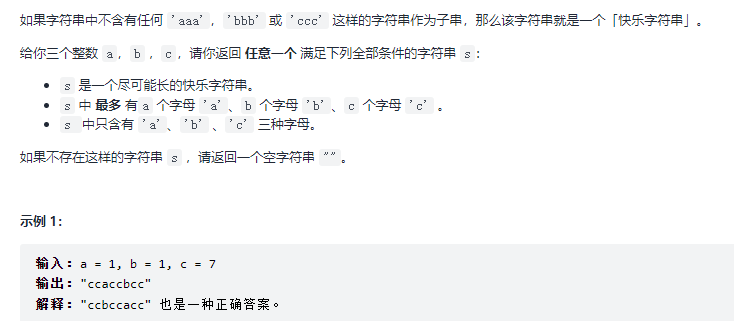 如果字符串中不含有任何 'aaa'，'bbb' 或 'ccc' 这样的字符串作为子串，那么该字符串就是一个「快乐字符串」。
给你三个整数 a，b ，c，请你返回 任意一个 满足下列全部条件的字符串 s：
• s 是一个尽可能长的快乐字符串。
• s 中 最多 有a 个字母 'a'、b 个字母 'b'、c 个字母 'c' 。
• s 中只含有 'a'、'b' 、'c' 三种字母。
如果不存在这样的字符串 s ，请返回一个空字符串 ""。
示例 1：
输入：a = 1, b = 1, c = 7
输出："ccaccbcc"
解释："ccbccacc" 也是一种正确答案。